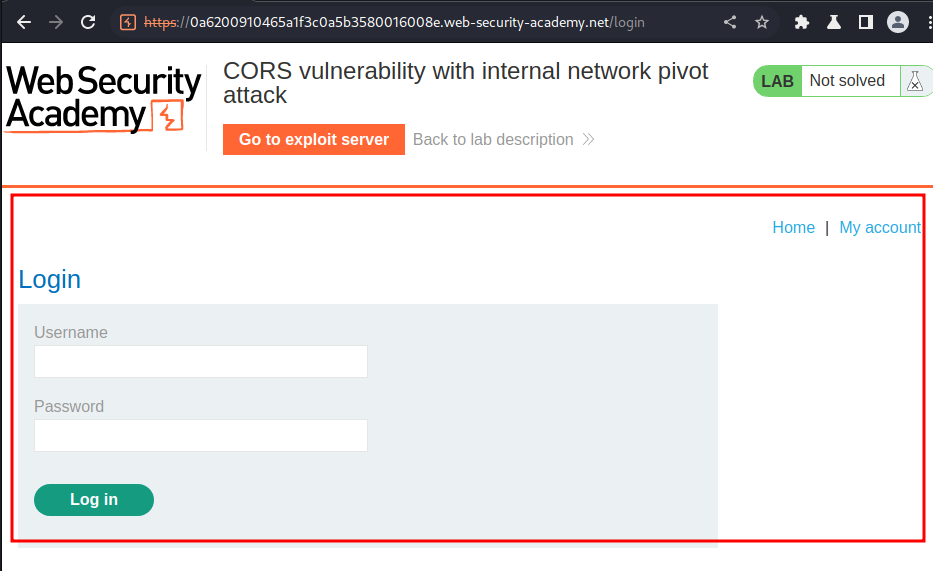 https://0a6200910465a1f3c0a5b3580016008e.web-security-academy.net/login
Web Security
Academy
CORS vulnerability with internal network pivot
attack
LAB Not solved
Go to exploit server Back to lab description
Home | My account
Login
Username
Password
Log in